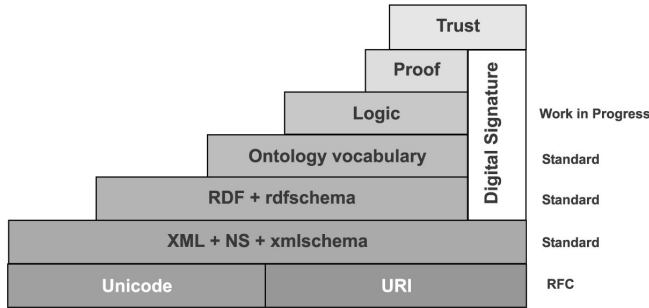 Trust
Proof
Digital Signature
Logic
Work in Progress
Ontology vocabulary
Standard
RDF + rdfschema
Standard
XML + NS + xmlschema
Standard
Unicode
URI
RFC